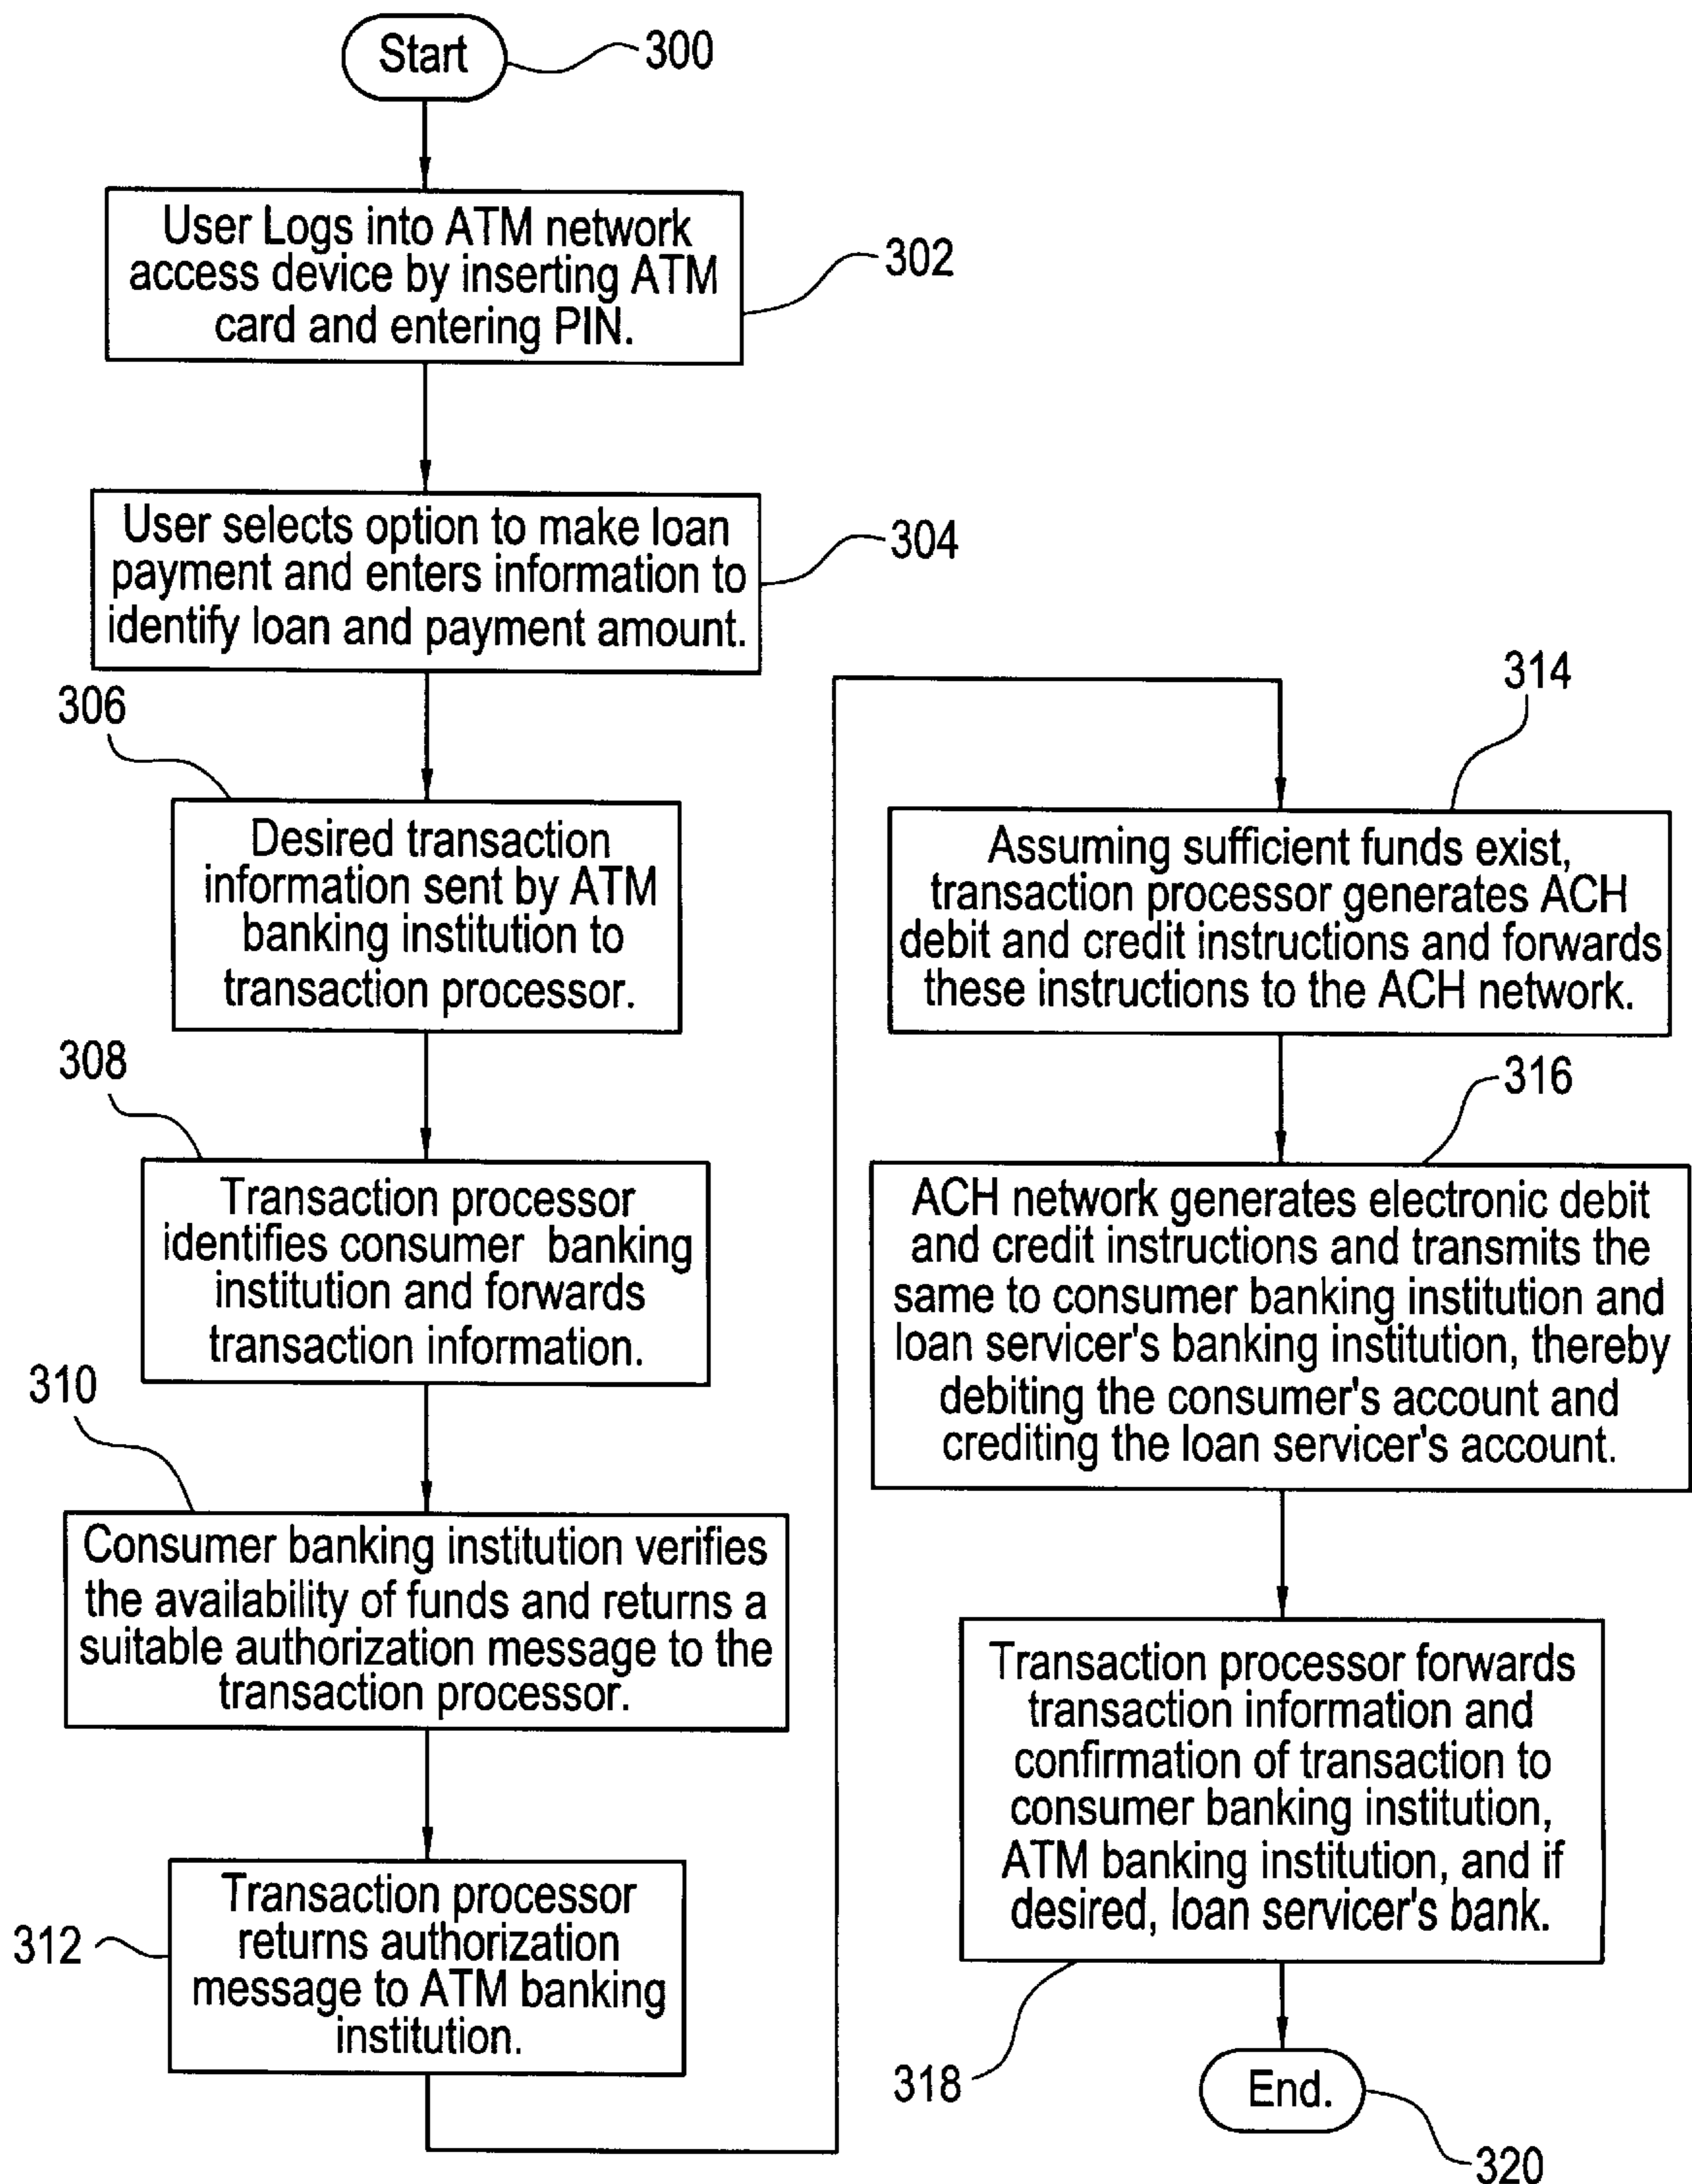 Start
300
User Logs into ATM network
access device by inserting ATM
card and entering PIN.
302
User selects option to make loan
payment and enters information to
identify loan and payment amount.
304
306
Desired transaction
information sent by ATM
banking institution to
transaction processor.
308
Transaction processor
identifies consumer banking
institution and forwards
transaction information.
310
Consumer banking institution verifies
the availability of funds and returns a
suitable authorization message to the
transaction processor.
312
Transaction processor
returns authorization
message to ATM banking
institution.
314
Assuming sufficient funds exist,
transaction processor generates ACH
debit and credit instructions and forwards
these instructions to the ACH network.
316
ACH network generates electronic debit
and credit instructions and transmits the
same to consumer banking institution and
loan servicer's banking institution, thereby
debiting the consumer's account and
crediting the loan servicer's account.
Transaction processor forwards
transaction information and
confirmation of transaction to
consumer banking institution,
ATM banking institution, and if
desired, loan servicer's bank.
318
End.
320